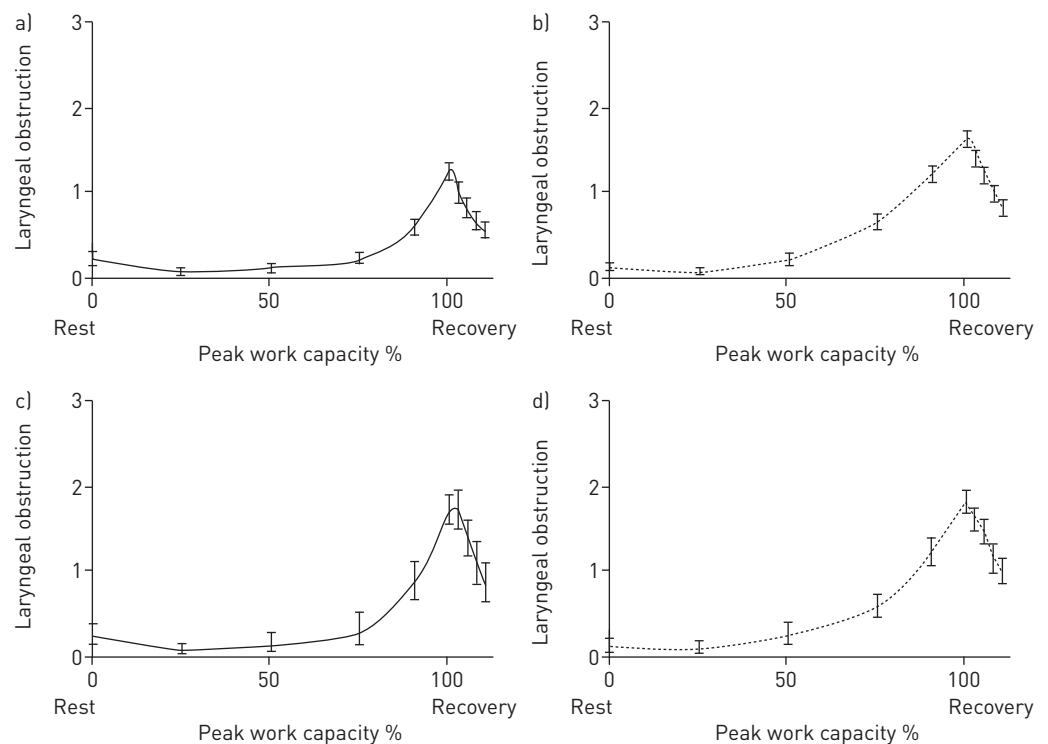 a)
Laryngeal obstruction
3
2
1
0
0
50
100
Rest
Recovery
Peak work capacity %
b)
Laryngeal obstruction
3
2
1
0
0
50
100
Rest
Recovery
Peak work capacity %
c)
Laryngeal obstruction
3
2
1
0
0
50
100
Rest
Recovery
Peak work capacity %
d)
Laryngeal obstruction
3
2
1
0
0
50
100
Rest
Recovery
Peak work capacity %